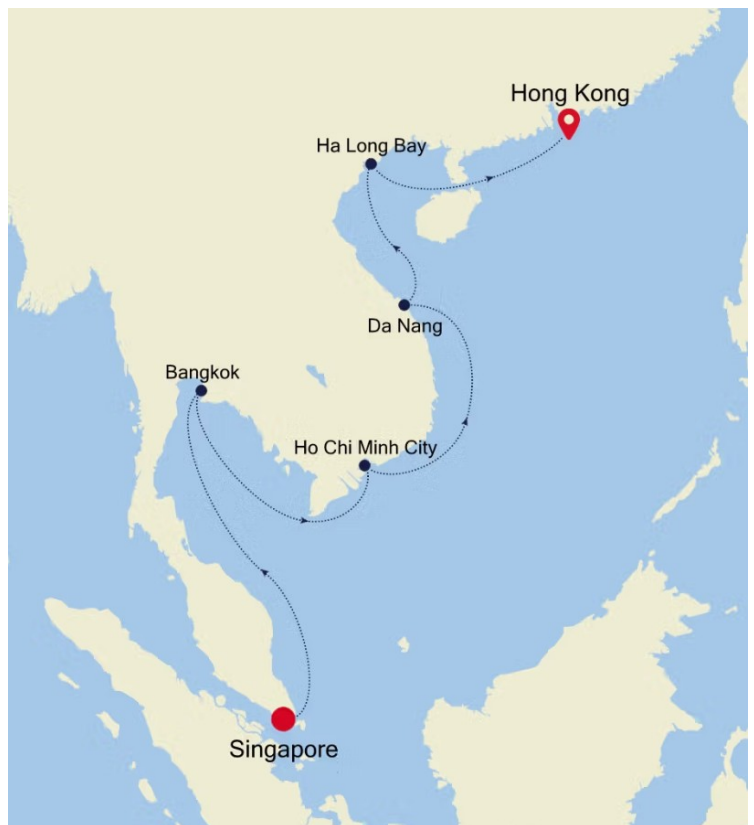 Hong Kong
Ha Long Bay
Da Nang
Bangkok
Ho Chi Minh City
Singapore